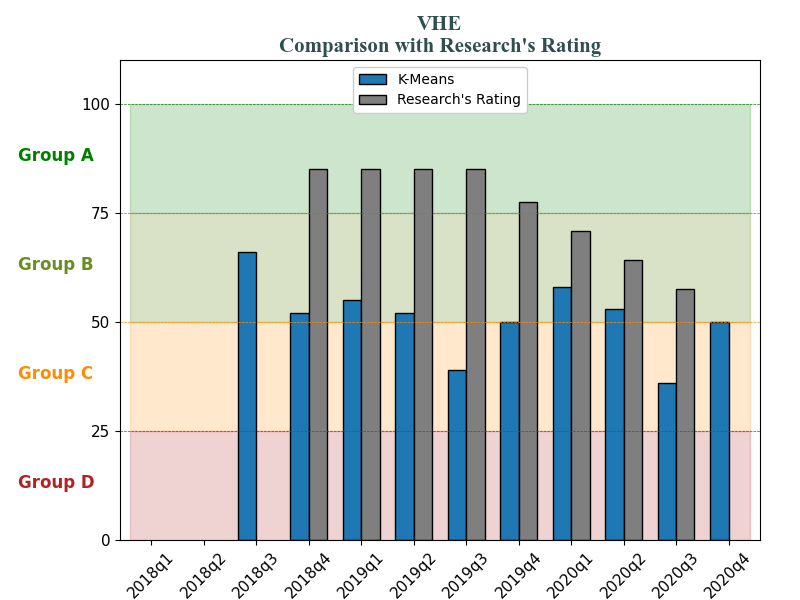 VHE
Comparison with Research's Rating
K-Means
Research's Rating
100
Group A
75
Group B
50
Group C
25
Group D
0
2018q1
2018q2
2018q3
2018q4
2019q1
2019q2
2019q3
2019q4
2020q1
2020q2
2020q3
2020q4